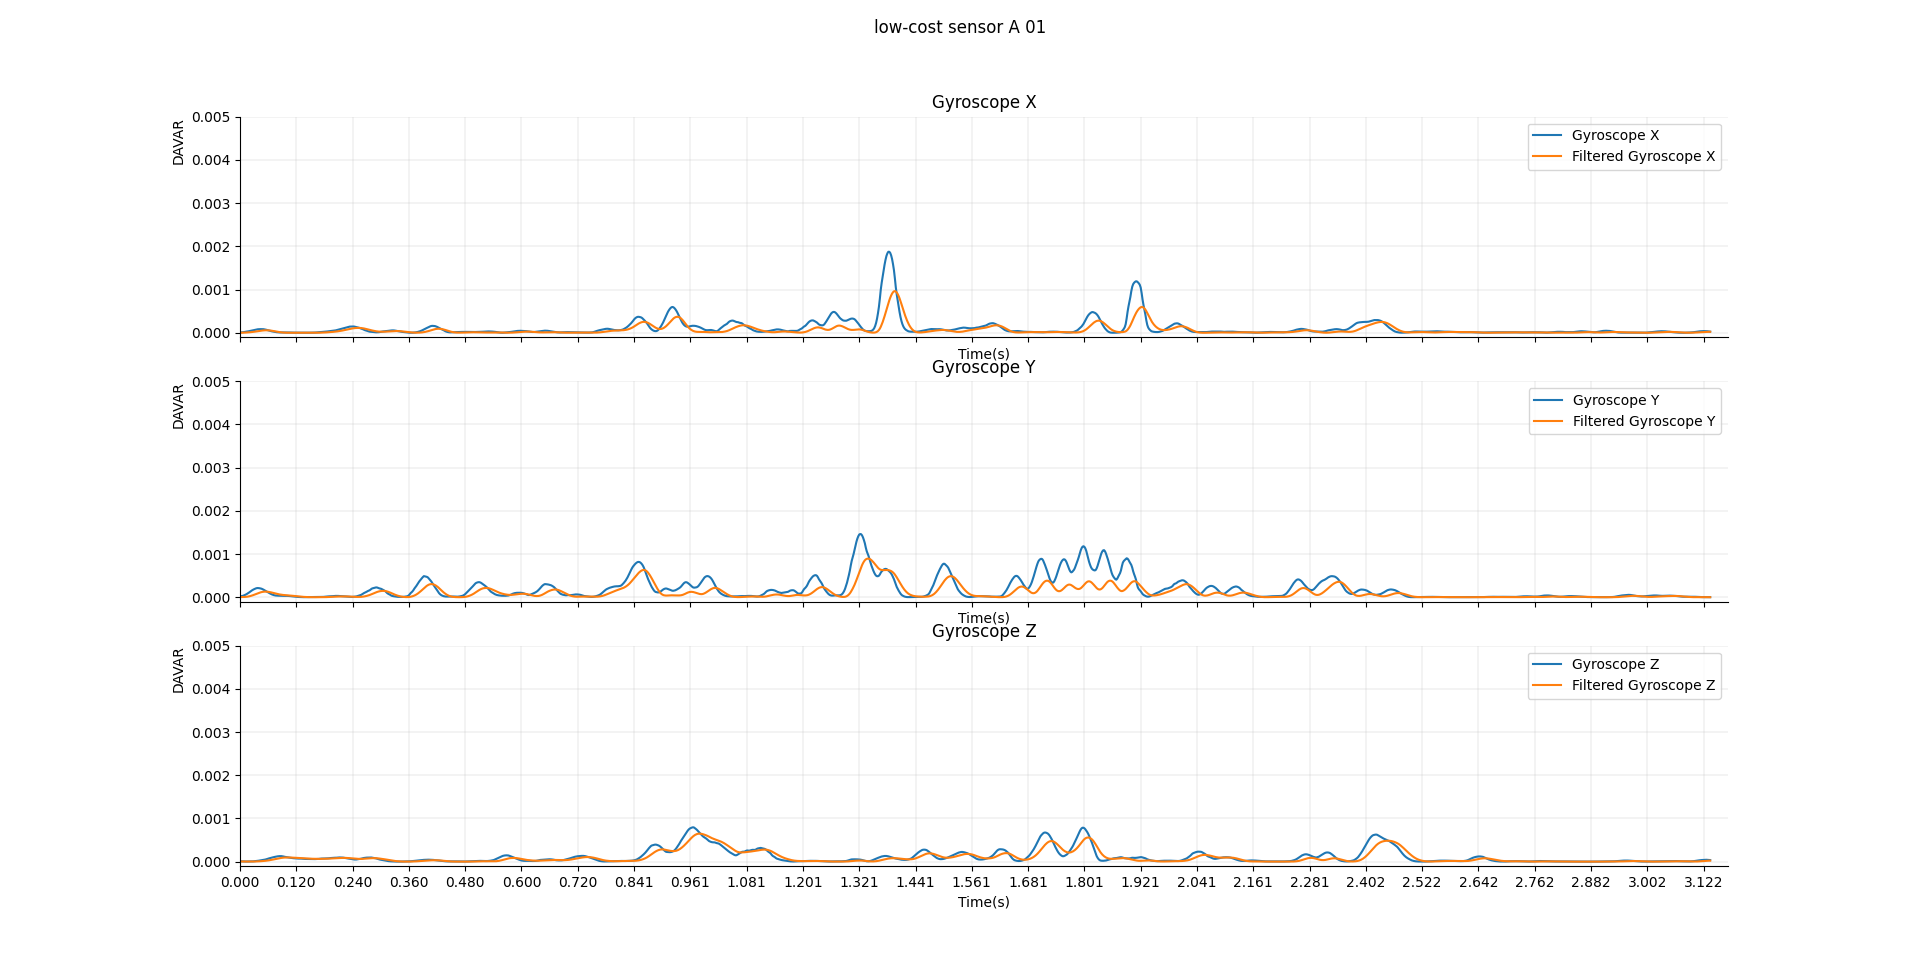 low-cost sensor A 01
Gyroscope X
DAVAR
0.005
0.004
0.003
0.002
0.001
0.000
Gyroscope X
Filtered Gyroscope X
Time(s)
Gyroscope Y
DAVAR
0.005
0.004
0.003
0.002
0.001
0.000
Gyroscope Y
Filtered Gyroscope Y
Time(s)
Gyroscope Z
DAVAR
0.005
0.004
0.003
0.002
0.001
0.000
Gyroscope Z
Filtered Gyroscope Z
0.000 0.120 0.240 0.360 0.480 0.600 0.720 0.841 0.961 1.081 1.201 1.321 1.441 1.561 1.681 1.801 1.921 2.041 2.161 2.281 2.402 2.522 2.642 2.762 2.882 3.002 3.122
Time(s)